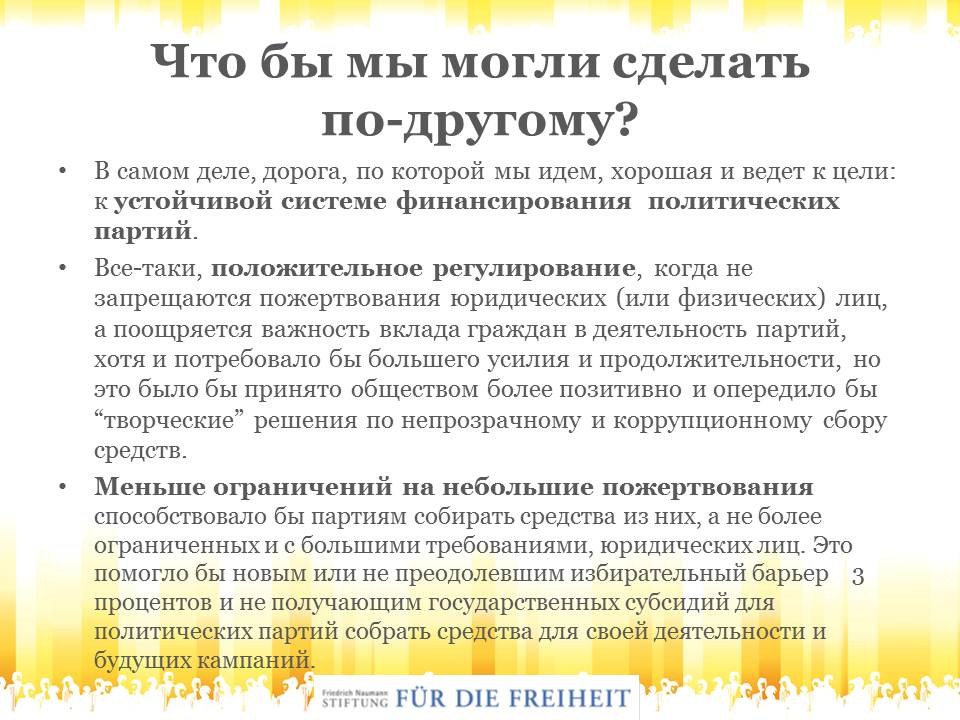 Что бы мы могли сделать
по-другому?
• В самом деле, дорога, по которой мы идем, хорошая и ведет к цели:
к устойчивой системе финансирования политических
партий.
• Все-таки, положительное регулирование, когда не
запрещаются пожертвования юридических (или физических) лиц,
а поощряется важность вклада граждан в деятельность партий,
хотя и потребовало бы большего усилия и продолжительности, но
это было бы принято обществом более позитивно и опередило бы
“творческие” решения по непрозрачному и коррупционному сбору
средств.
• Меньше ограничений на небольшие пожертвования
способствовало бы партиям собирать средства из них, а не более
ограниченных и с большими требованиями, юридических лиц. Это
помогло бы новым или не преодолевшим избирательный барьер 3
процентов и не получающим государственных субсидий для
политических партий собрать средства для своей деятельности и
будущих кампаний.
Friedrich Naumann
STIFTUNG FÜR DIE FREIHEIT